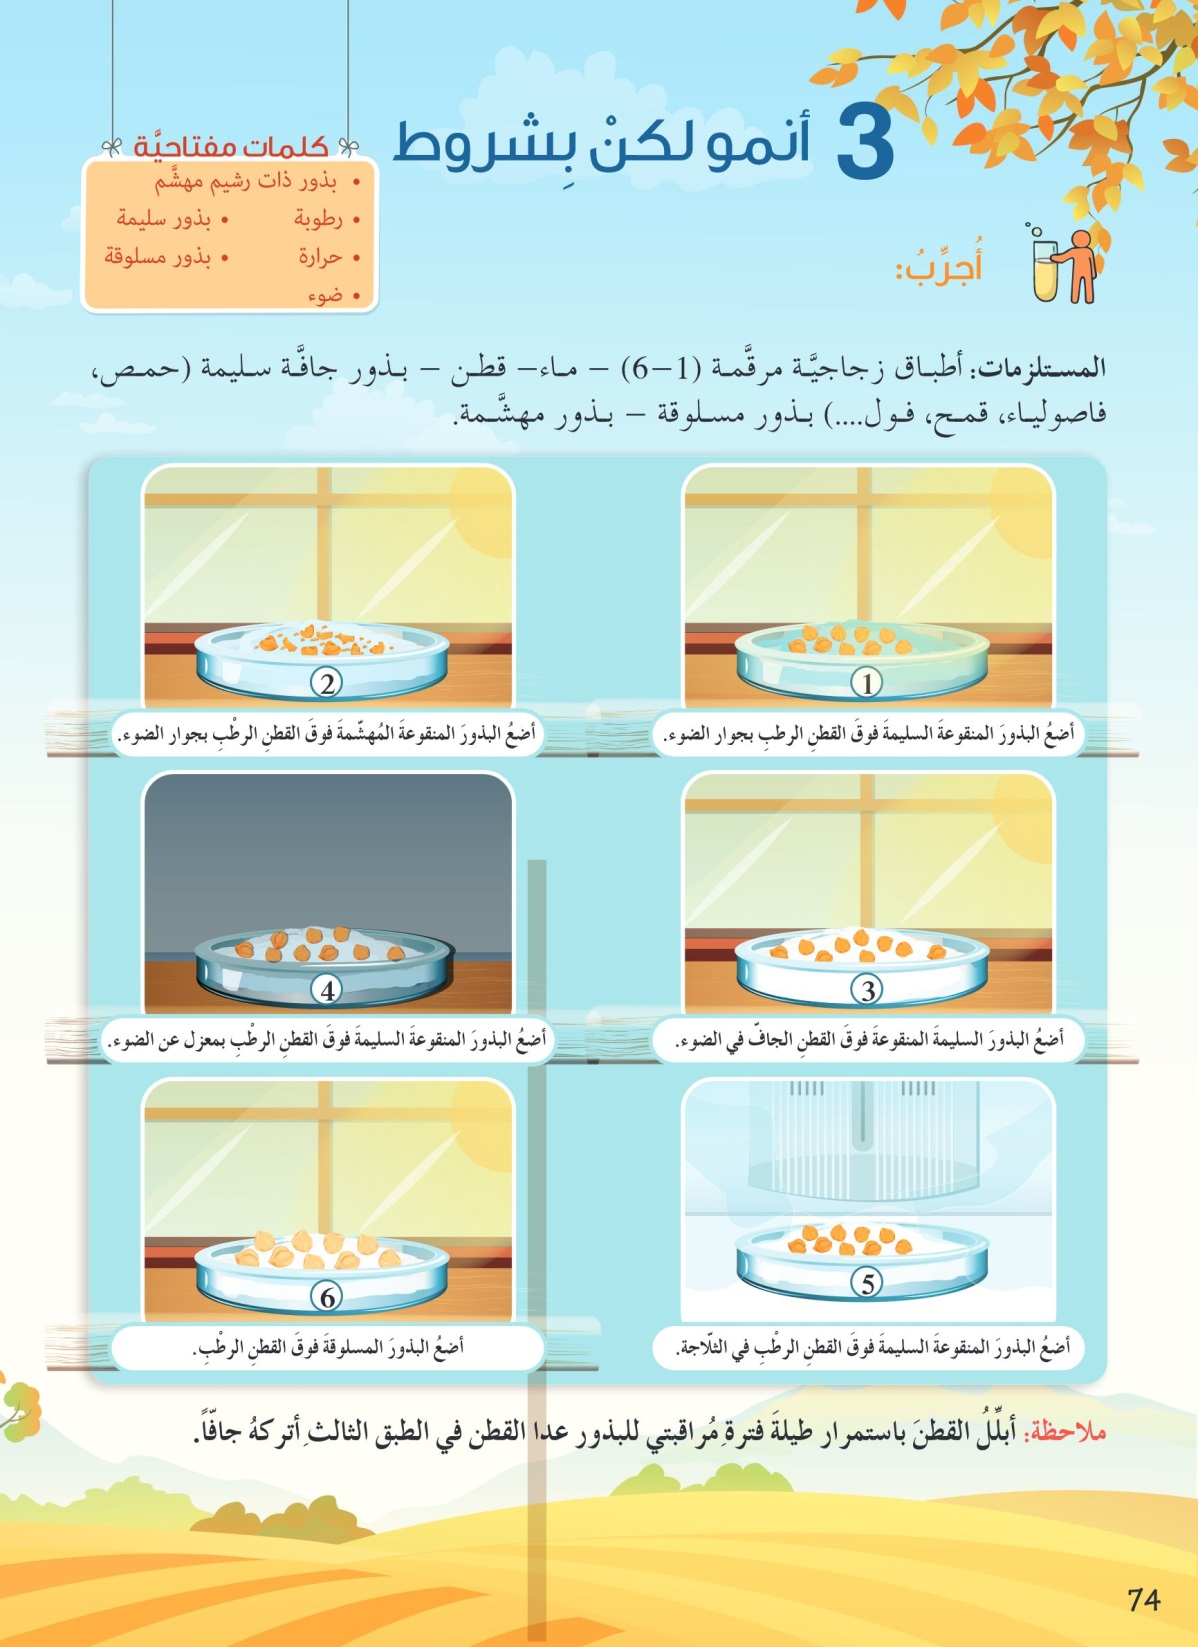 3 أنمو لكنْ بِشروط
كلمات مفتاحيَّة
• بذور ذات رشيم مهشَّم
• رطوبة • بذور سليمة
• حرارة • بذور مسلوقة
• ضوء
أُجرِّبُ:
المستلزمات: أطباق زجاجيَّة مرقَّمة (1-6) – ماء- قطن – بذور جافَّة سليمة (حمص،
فاصولياء، قمح، فول....) بذور مسلوقة – بذور مهشَّمة.
1
أضعُ البذورَ المنقوعةَ السليمةَ فوقَ القطنِ الرطبِ بجوار الضوء.
2
أضعُ البذورَ المنقوعةَ المُهشّمةَ فوقَ القطنِ الرطْبِ بجوار الضوء.
3
أضعُ البذورَ السليمةَ المنقوعةَ فوقَ القطنِ الجافّ في الضوء.
4
أضعُ البذورَ المنقوعةَ السليمةَ فوقَ القطنِ الرطْبِ بمعزل عن الضوء.
5
أضعُ البذورَ المنقوعةَ السليمةَ فوقَ القطنِ الرطْبِ في الثلّاجة.
6
أضعُ البذورَ المسلوقةَ فوقَ القطنِ الرطْبِ.
ملاحظة: أبلِّلُ القطنَ باستمرار طيلةَ فترةِ مُراقبتي للبذور عدا القطن في الطبق الثالث ِأتركهُ جافّاً.
74